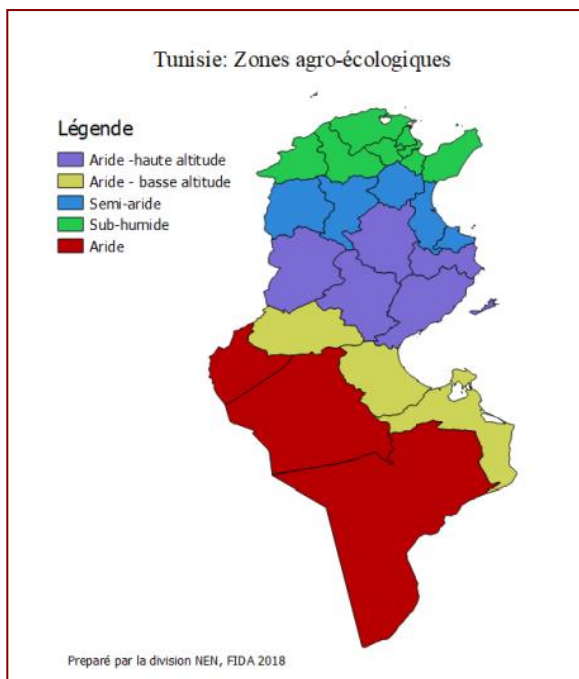 Tunisie: Zones agro-écologiques
Légende
Aride -haute altitude
Aride - basse altitude
Semi-aride
Sub-humide
Aride
Preparé par la division NEN, FIDA 2018